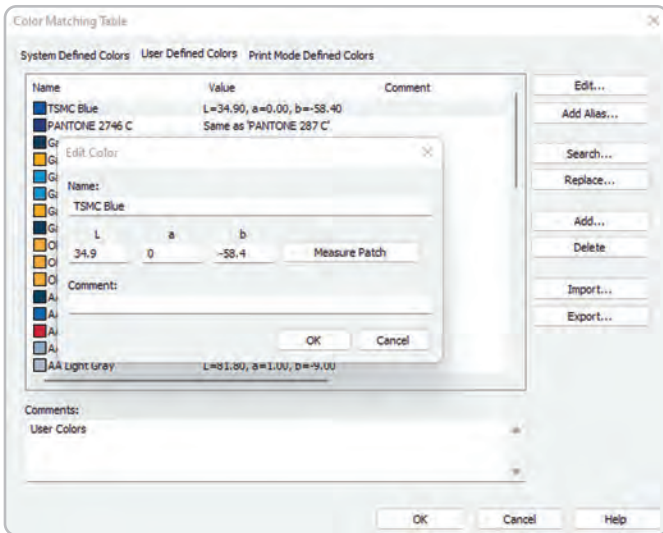 Color Matching Table
System Defined Colors User Defined Colors Print Mode Defined Colors
Name Value Comment
TSMC Blue L=34.90, a=0.00, b=-58.40
PANTONE 2746 C Same as 'PANTONE 287 C'
Edit Color
Name:
TSMC Blue
L a b
34.9 0 -58.4 Measure Patch
Comment:
OK Cancel
AA Light Gray L=81.80, a=1.00, b=-9.00
Edit...
Add Alias...
Search...
Replace...
Add...
Delete
Import...
Export...
Comments:
User Colors
OK Cancel Help